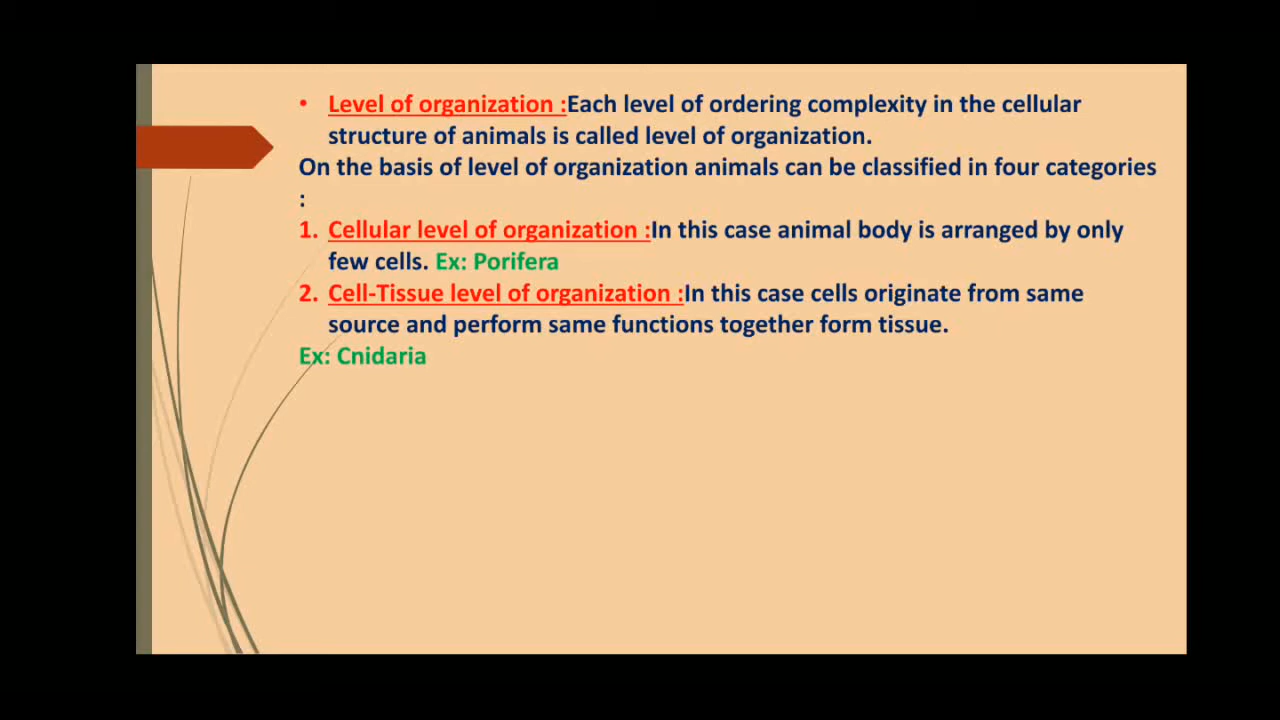 • Level of organization :Each level of ordering complexity in the cellular
structure of animals is called level of organization.
On the basis of level of organization animals can be classified in four categories
:
1. Cellular level of organization :In this case animal body is arranged by only
few cells. Ex: Porifera
2. Cell-Tissue level of organization :In this case cells originate from same
source and perform same functions together form tissue.
Ex: Cnidaria